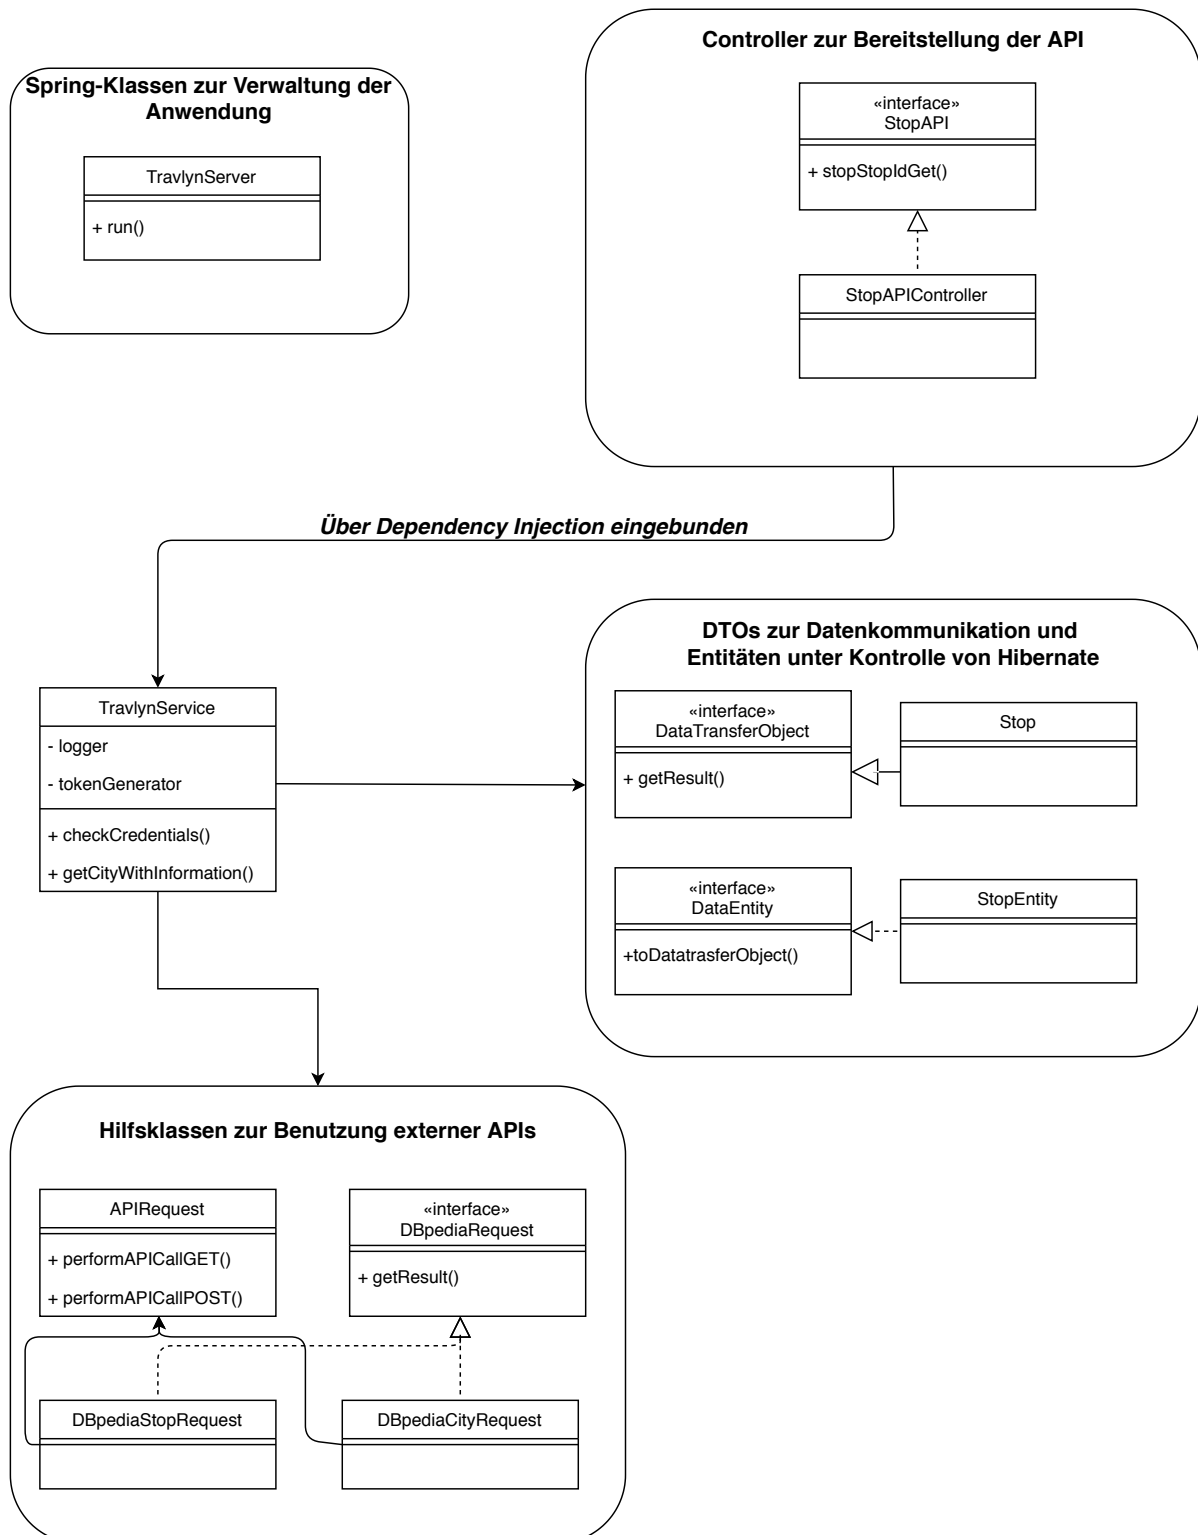 Controller zur Bereitstellung der API
Spring-Klassen zur Verwaltung der
Anwendung
TravlynServer
+ run()
«interface»
StopAPI
+ stopStopIdGet()
StopAPIController
Über Dependency Injection eingebunden
TravlynService
- logger
- tokenGenerator
+ checkCredentials()
+ getCityWithInformation()
DTOs zur Datenkommunikation und
Entitäten unter Kontrolle von Hibernate
«interface»
DataTransferObject
+ getResult()
Stop
«interface»
DataEntity
+toDatatrasferObject()
StopEntity
Hilfsklassen zur Benutzung externer APIs
APIRequest
+ performAPICallGET()
+ performAPICallPOST()
«interface»
DBpediaRequest
+ getResult()
DBpediaStopRequest
DBpediaCityRequest